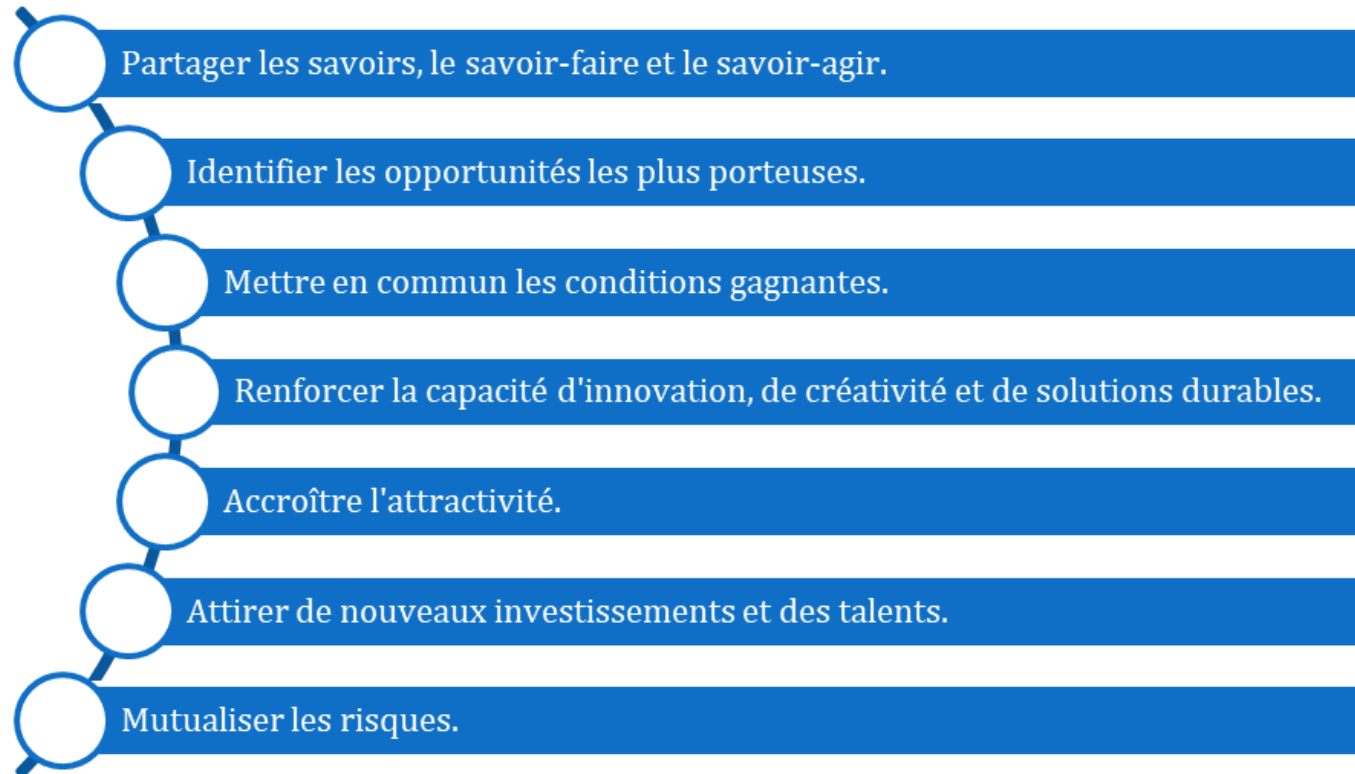 Partager les savoirs, le savoir-faire et le savoir-agir.
Identifier les opportunités les plus porteuses.
Mettre en commun les conditions gagnantes.
Renforcer la capacité d'innovation, de créativité et de solutions durables.
Accroître l'attractivité.
Attirer de nouveaux investissements et des talents.
Mutualiser les risques.